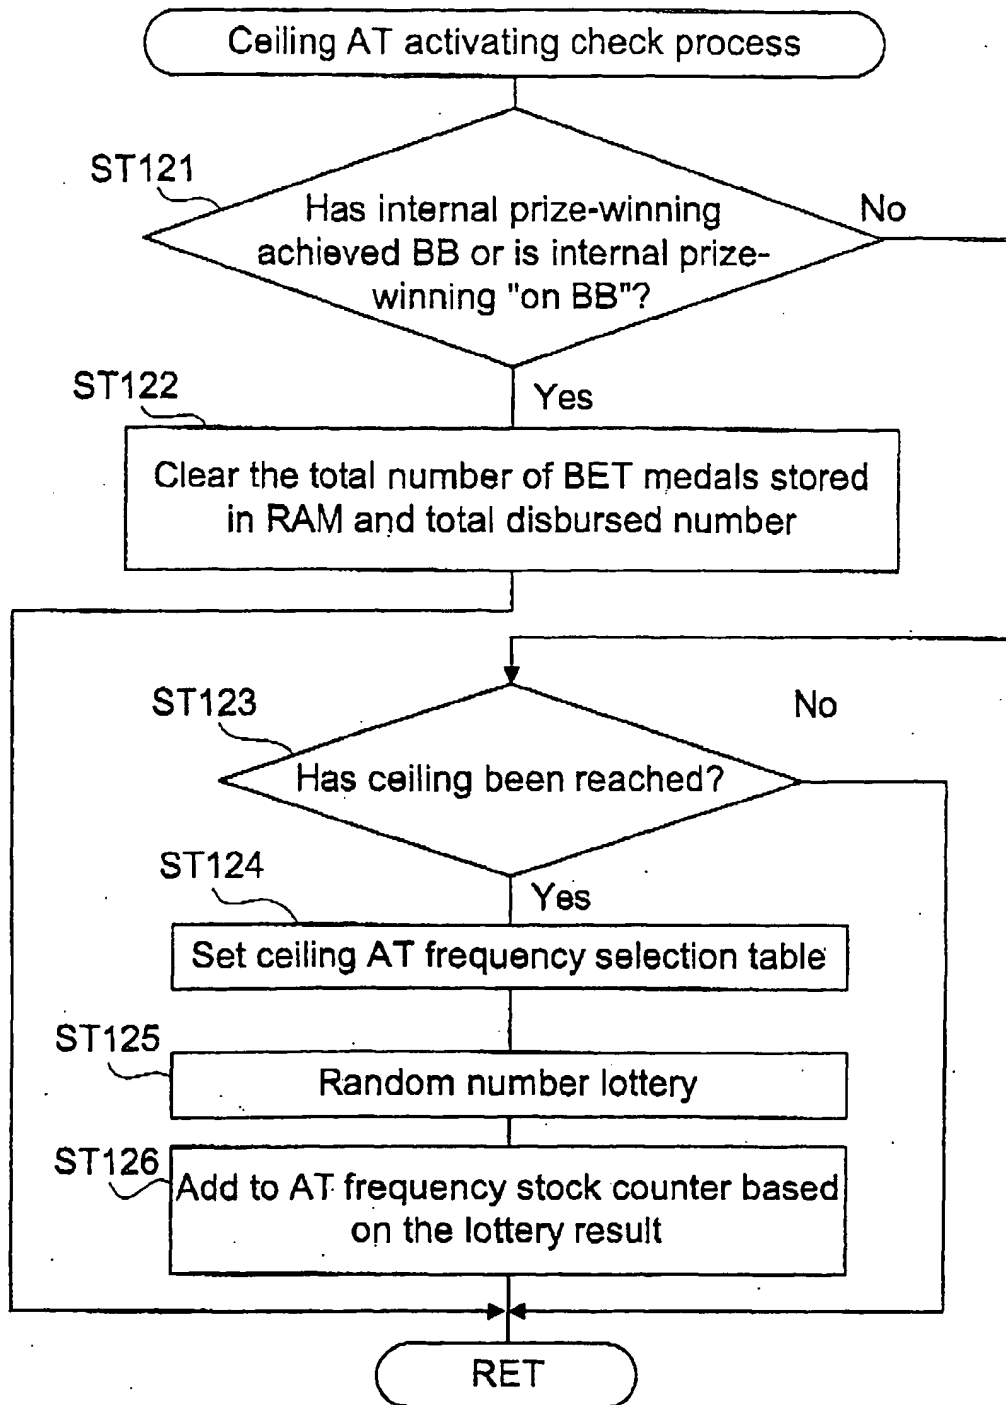 Ceiling AT activating check process
ST121
Has internal prize-winning
achieved BB or is internal prize-
winning "on BB"?
No
Yes
ST122
Clear the total number of BET medals stored
in RAM and total disbursed number
ST123
No
Has ceiling been reached?
ST124
Yes
Set ceiling AT frequency selection table
ST125
Random number lottery
ST126
Add to AT frequency stock counter based
on the lottery result
RET